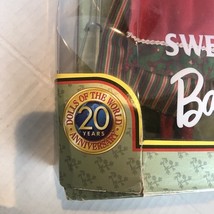 SWE
Ba
DOLLS OF THE WORLD
20
YEARS
ANNIVERSARY